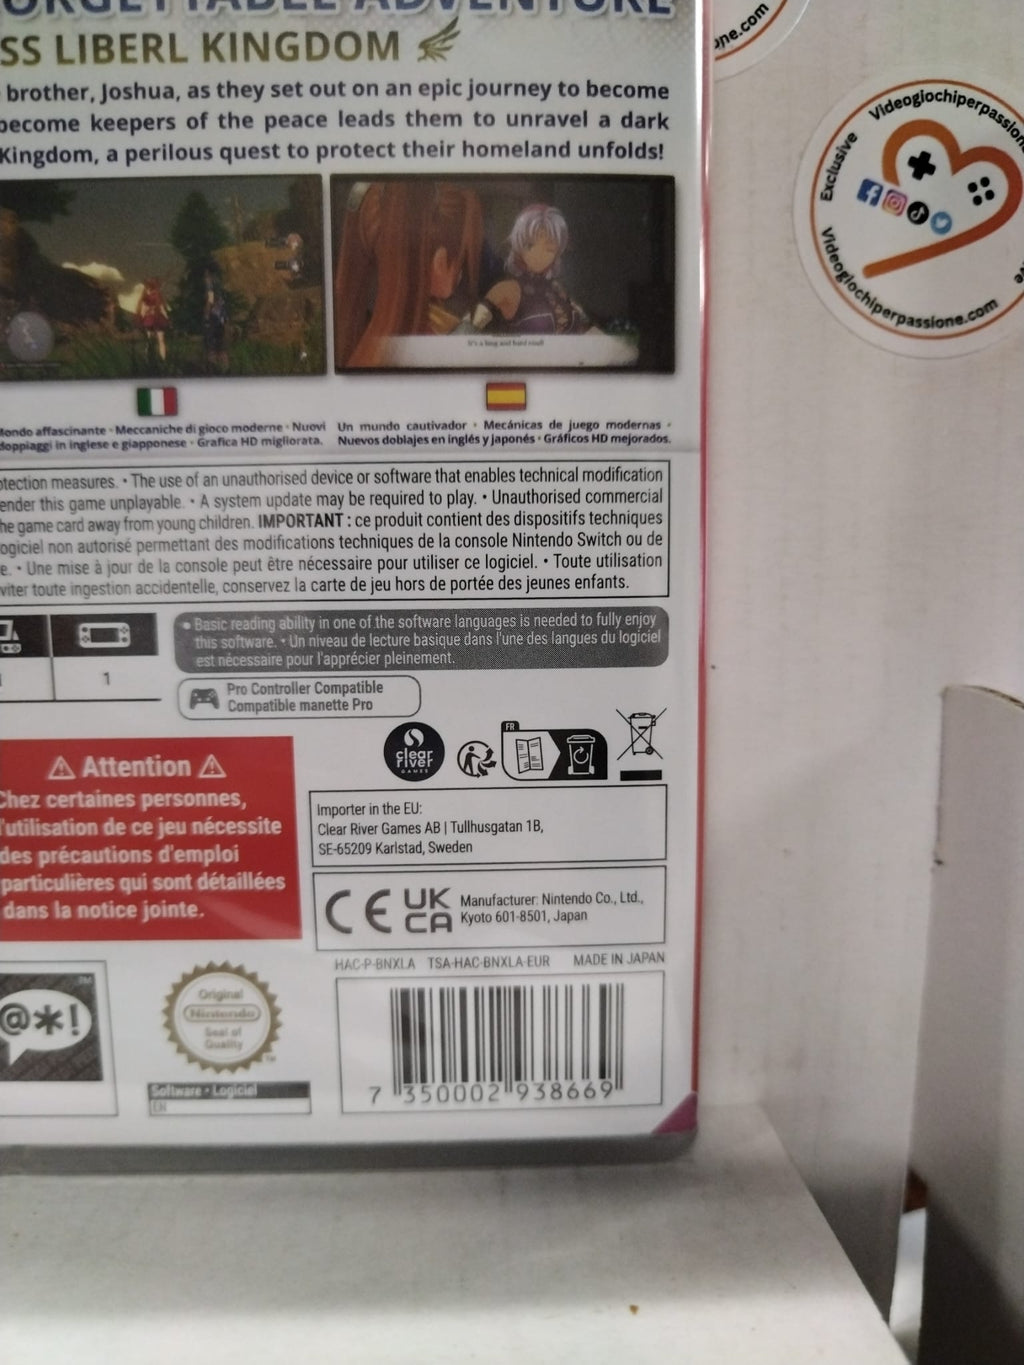 ADVENTURE
SS LIBERL KINGDOM
brother, Joshua, as they set out on an epic journey to become
become keepers of the peace leads them to unravel a dark
Kingdom, a perilous quest to protect their homeland unfolds!
It's a long and hard road!
Mondo affascinante • Meccaniche di gioco moderne • Nuovi
doppiaggi in inglese e giapponese • Grafica HD migliorata.
Un mundo cautivador • Mecánicas de juego modernas •
Nuevos doblajes en inglés y japonés • Gráficos HD mejorados.
otection measures. • The use of an unauthorised device or software that enables technical modification
ender this game unplayable. • A system update may be required to play. • Unauthorised commercial
he game card away from young children. IMPORTANT : ce produit contient des dispositifs techniques
ogiciel non autorisé permettant des modifications techniques de la console Nintendo Switch ou de
e. • Une mise à jour de la console peut être nécessaire pour utiliser ce logiciel. • Toute utilisation
viter toute ingestion accidentelle, conservez la carte de jeu hors de portée des jeunes enfants.
1
• Basic reading ability in one of the software languages is needed to fully enjoy
this software. • Un niveau de lecture basique dans l'une des langues du logiciel
est nécessaire pour l'apprécier pleinement.
Pro Controller Compatible
Compatible manette Pro
clear
river
GAMES
FR
Attention
Chez certaines personnes,
l'utilisation de ce jeu nécessite
des précautions d'emploi
particulières qui sont détaillées
dans la notice jointe.
Importer in the EU:
Clear River Games AB | Tullhusgatan 1B,
SE-65209 Karlstad, Sweden
CE
UK
CA
Manufacturer: Nintendo Co., Ltd.,
Kyoto 601-8501, Japan
HAC-P-BNXLA TSA-HAC-BNXLA-EUR MADE IN JAPAN
@*!
TM
Original
Nintendo
Seal of
Quality
TM
Software • Logiciel
EN
7 350002 938669
ne.com
Videogiochiperpassione
Exclusive
Videogiochiperpassione.com